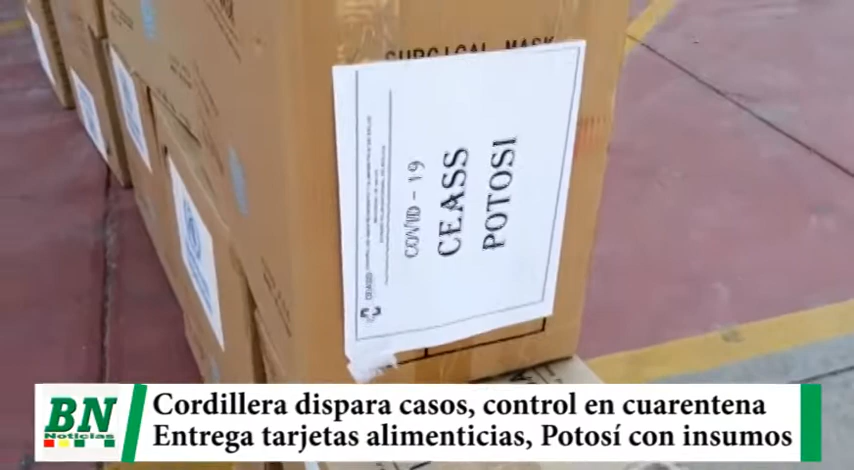 SURGICAL MASK
COVID - 19
CEASS
POTOSI
BN
Noticias
Cordillera dispara casos, control en cuarentena
Entrega tarjetas alimenticias, Potosí con insumos